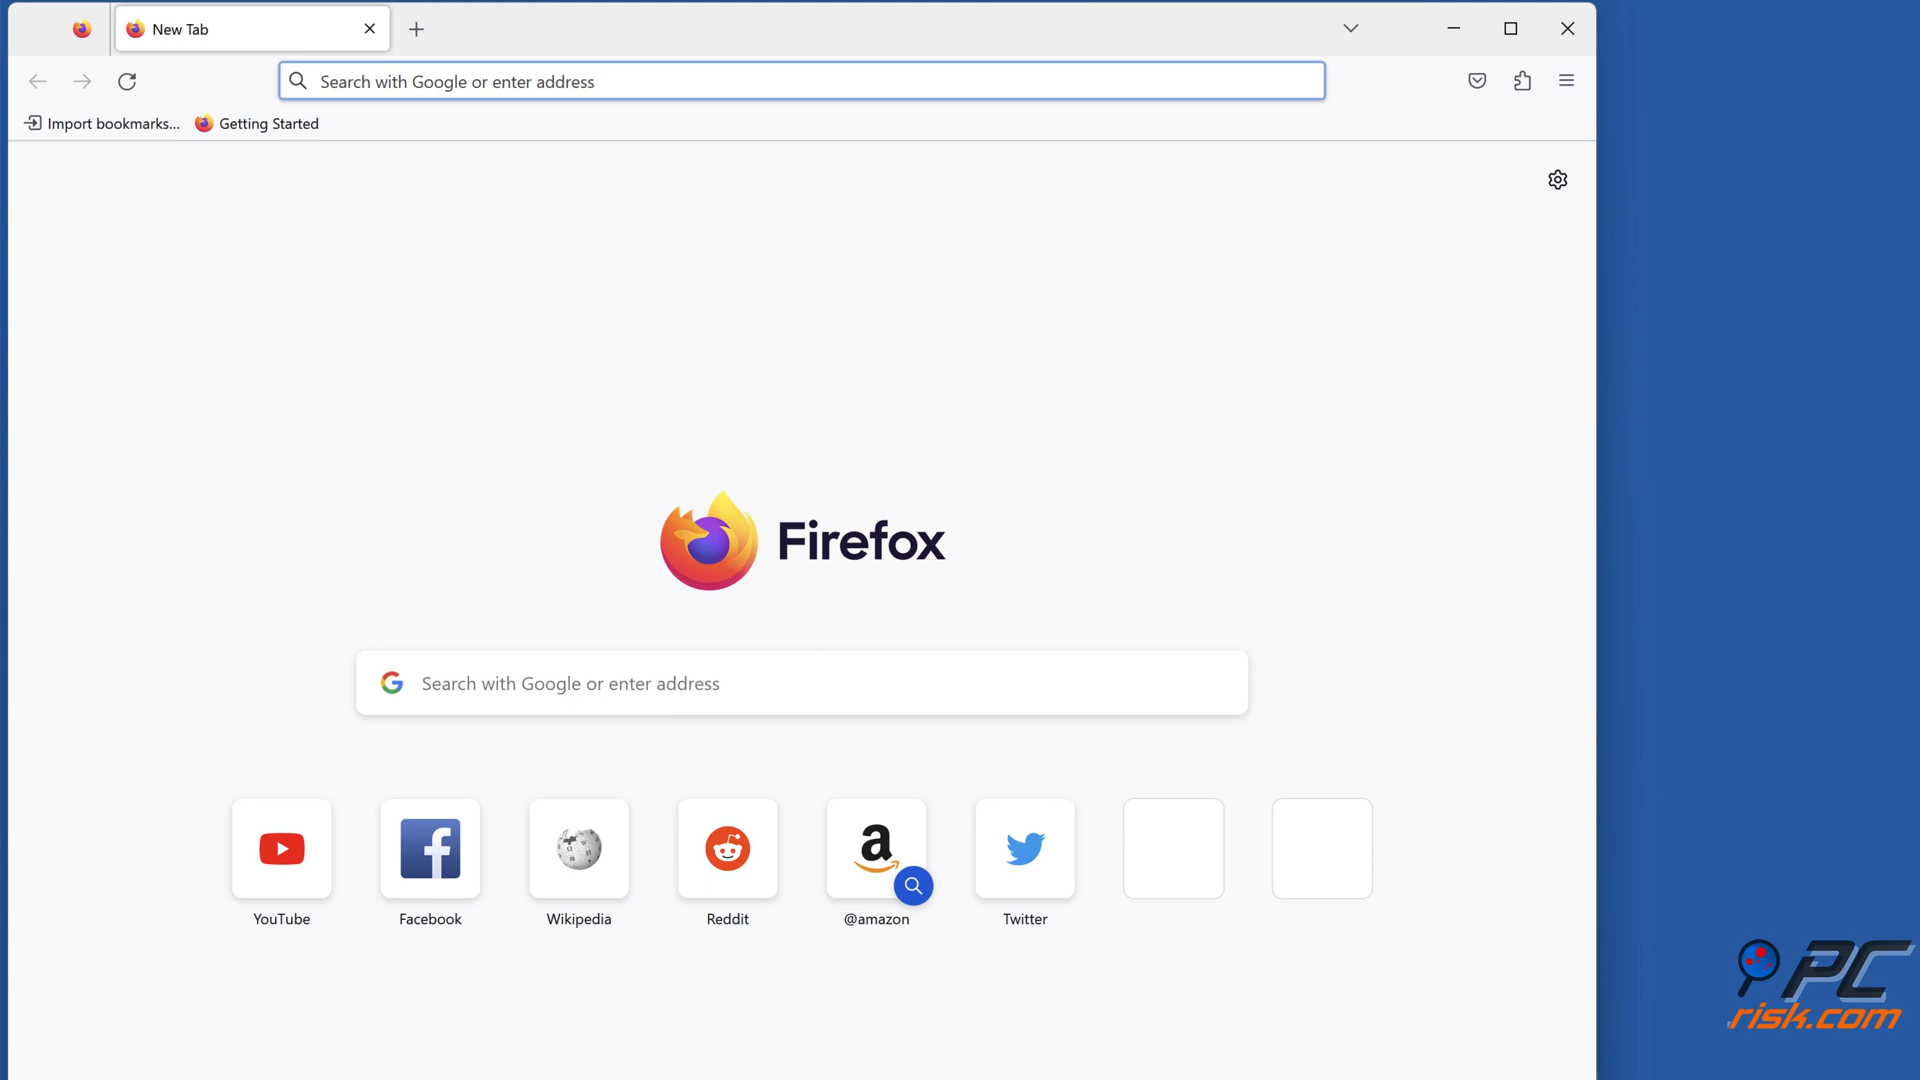 New Tab
Search with Google or enter address
Import bookmarks... Getting Started
Firefox
Search with Google or enter address
YouTube Facebook Wikipedia Reddit @amazon Twitter
PC
risk.com